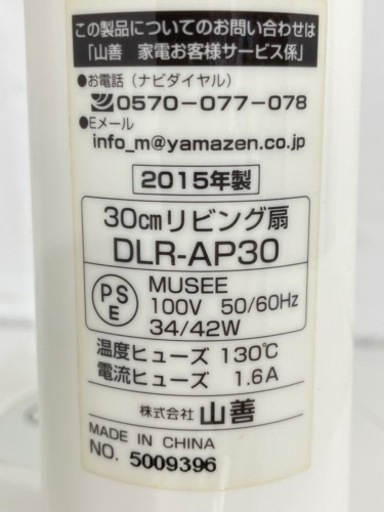 この製品についてのお問い合わせは
「山善 家電お客様サービス係」
●お電話（ナビダイヤル）
0570-077-078
●Eメール
info_m@yamazen.co.jp
2015年製
30cmリビング扇
DLR-AP30
PS
E
MUSEE
100V 50/60Hz
34/42W
温度ヒューズ 130℃
電流ヒューズ 1.6A
株式会社 山善
MADE IN CHINA
NO. 5009396